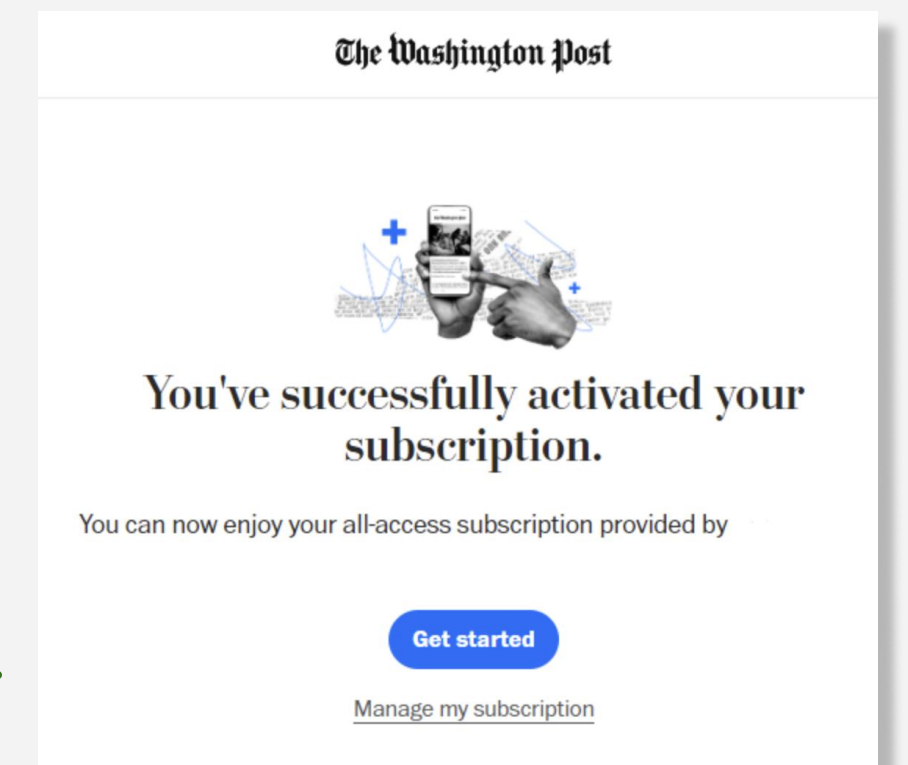 The Washington Post
You've successfully activated your
subscription.
You can now enjoy your all-access subscription provided by
Get started
Manage my subscription